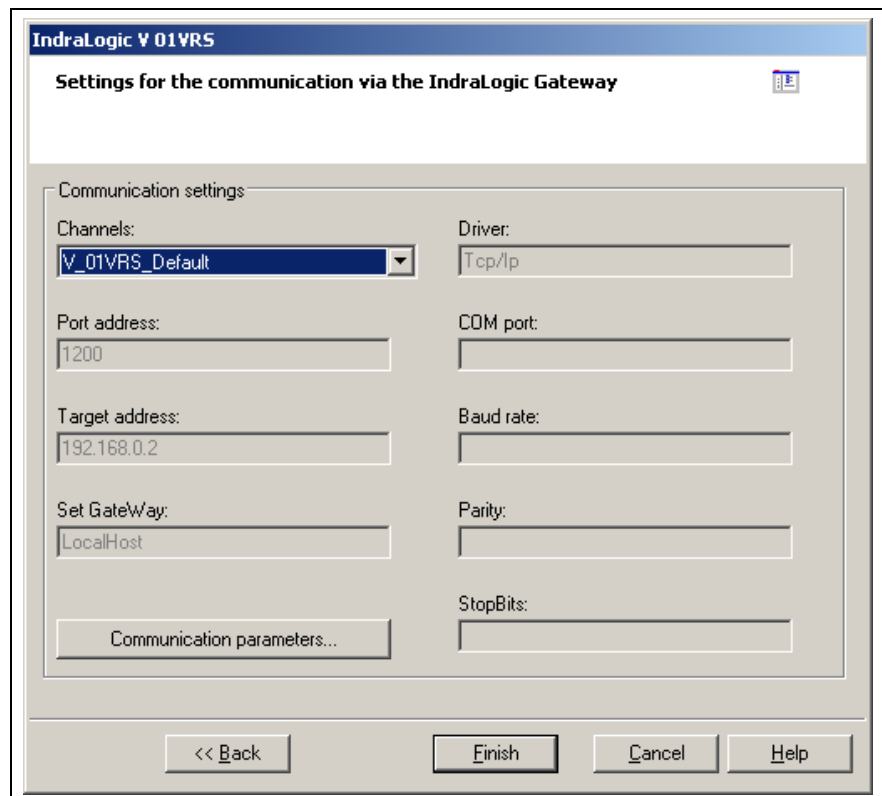 IndraLogic V 01VRS
Settings for the communication via the IndraLogic Gateway
Communication settings
Channels:
V_01VRS_Default
Driver:
Tcp/Ip
Port address:
1200
COM port:
Target address:
192.168.0.2
Baud rate:
Set GateWay:
LocalHost
Parity:
StopBits:
Communication parameters...
<< Back
Finish
Cancel
Help